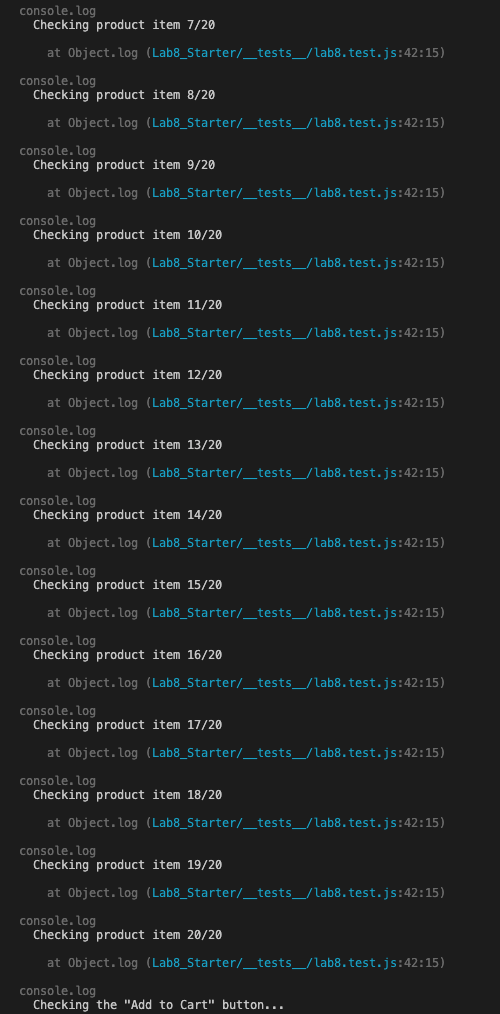 console.log
Checking product item 7/20
at Object.log (Lab8_Starter/__tests__/lab8.test.js:42:15)
console.log
Checking product item 8/20
at Object.log (Lab8_Starter/__tests__/lab8.test.js:42:15)
console.log
Checking product item 9/20
at Object.log (Lab8_Starter/__tests__/lab8.test.js:42:15)
console.log
Checking product item 10/20
at Object.log (Lab8_Starter/__tests__/lab8.test.js:42:15)
console.log
Checking product item 11/20
at Object.log (Lab8_Starter/__tests__/lab8.test.js:42:15)
console.log
Checking product item 12/20
at Object.log (Lab8_Starter/__tests__/lab8.test.js:42:15)
console.log
Checking product item 13/20
at Object.log (Lab8_Starter/__tests__/lab8.test.js:42:15)
console.log
Checking product item 14/20
at Object.log (Lab8_Starter/__tests__/lab8.test.js:42:15)
console.log
Checking product item 15/20
at Object.log (Lab8_Starter/__tests__/lab8.test.js:42:15)
console.log
Checking product item 16/20
at Object.log (Lab8_Starter/__tests__/lab8.test.js:42:15)
console.log
Checking product item 17/20
at Object.log (Lab8_Starter/__tests__/lab8.test.js:42:15)
console.log
Checking product item 18/20
at Object.log (Lab8_Starter/__tests__/lab8.test.js:42:15)
console.log
Checking product item 19/20
at Object.log (Lab8_Starter/__tests__/lab8.test.js:42:15)
console.log
Checking product item 20/20
at Object.log (Lab8_Starter/__tests__/lab8.test.js:42:15)
console.log
Checking the "Add to Cart" button...